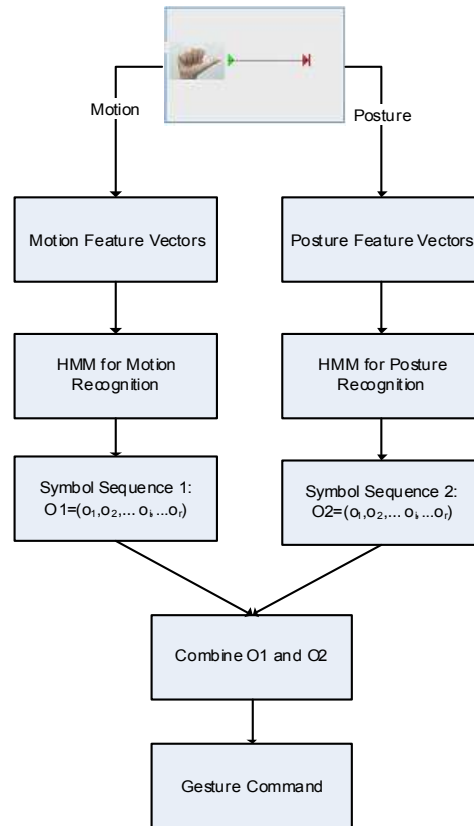 Motion
Posture
Motion Feature Vectors
Posture Feature Vectors
HMM for Motion
Recognition
HMM for Posture
Recognition
Symbol Sequence 1:
O1=(o₁,o₂,... oᵢ,...oᵣ)
Symbol Sequence 2:
O2=(o₁,o₂,... oᵢ,...oᵣ)
Combine O1 and O2
Gesture Command